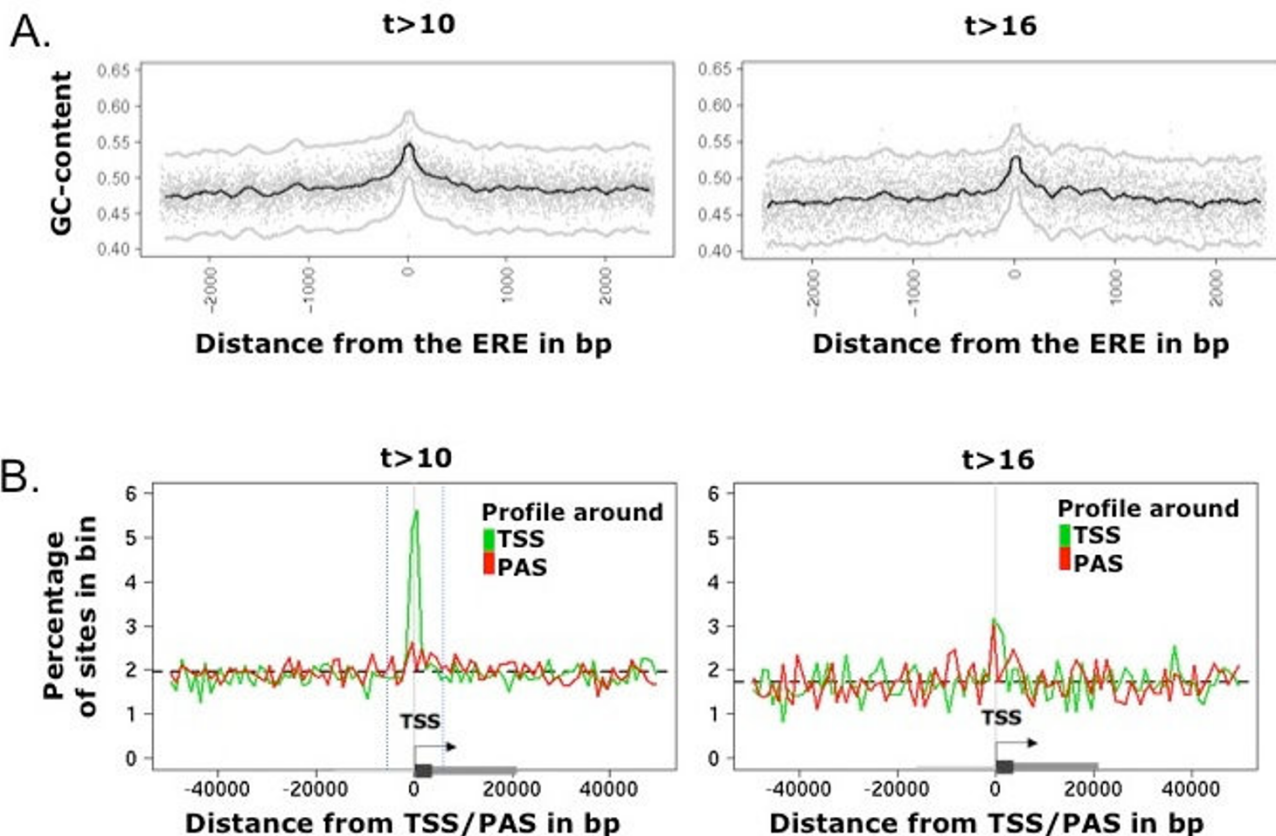 A.
t>10
t>16
GC-content
0.65
0.60
0.55
0.50
0.45
0.40
-2000
-1000
0
1000
2000
Distance from the ERE in bp
0.65
0.60
0.55
0.50
0.45
0.40
-2000
-1000
0
1000
2000
Distance from the ERE in bp
B.
t>10
t>16
Percentage
of sites in bin
6
5
4
3
2
1
0
Profile around
TSS
PAS
TSS
-40000
-20000
0
20000
40000
Distance from TSS/PAS in bp
6
5
4
3
2
1
0
Profile around
TSS
PAS
TSS
-40000
-20000
0
20000
40000
Distance from TSS/PAS in bp